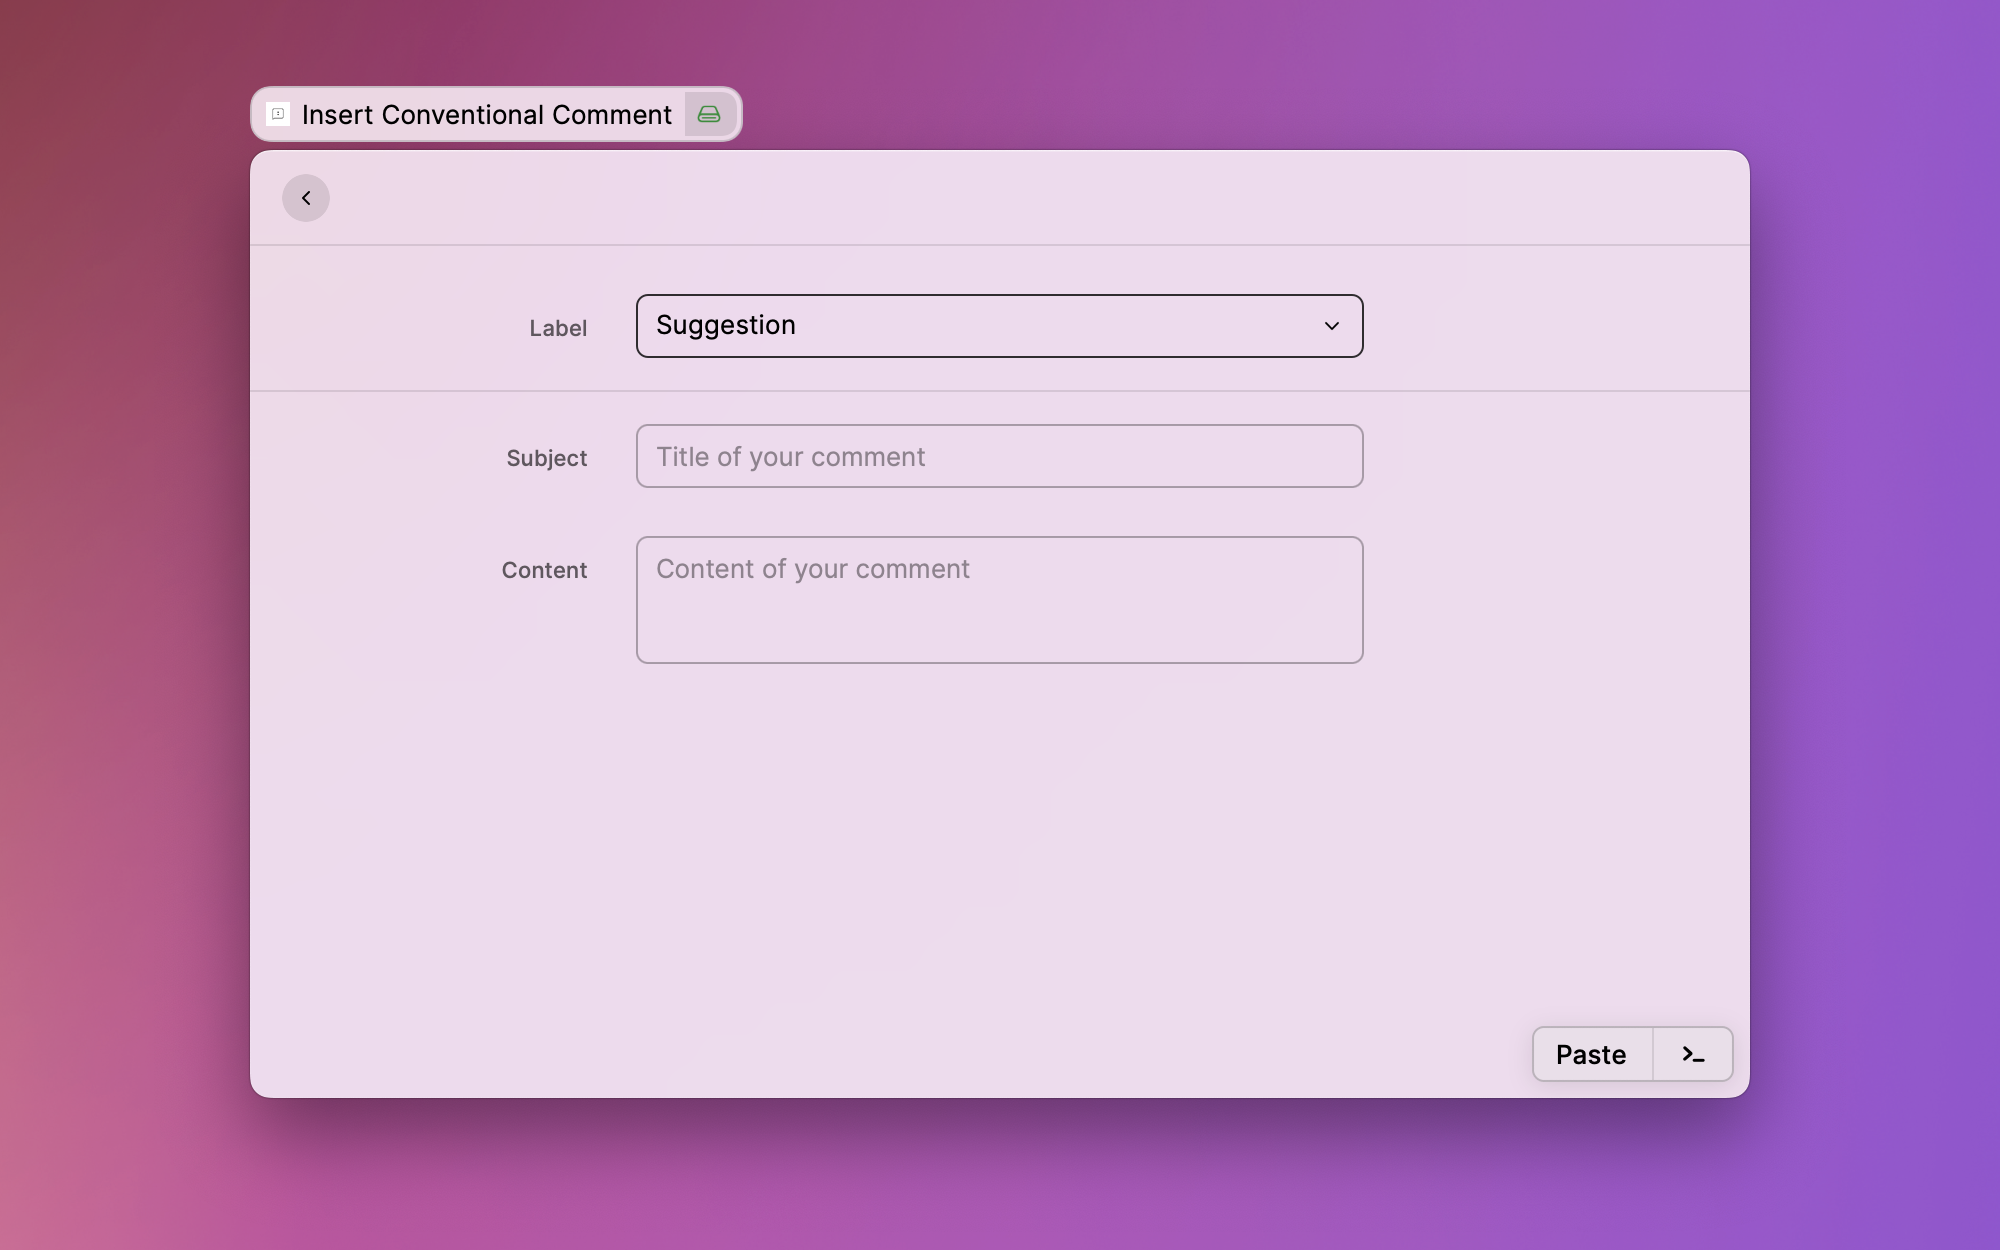 Insert Conventional Comment
Label
Suggestion
Subject
Title of your comment
Content
Content of your comment
Paste